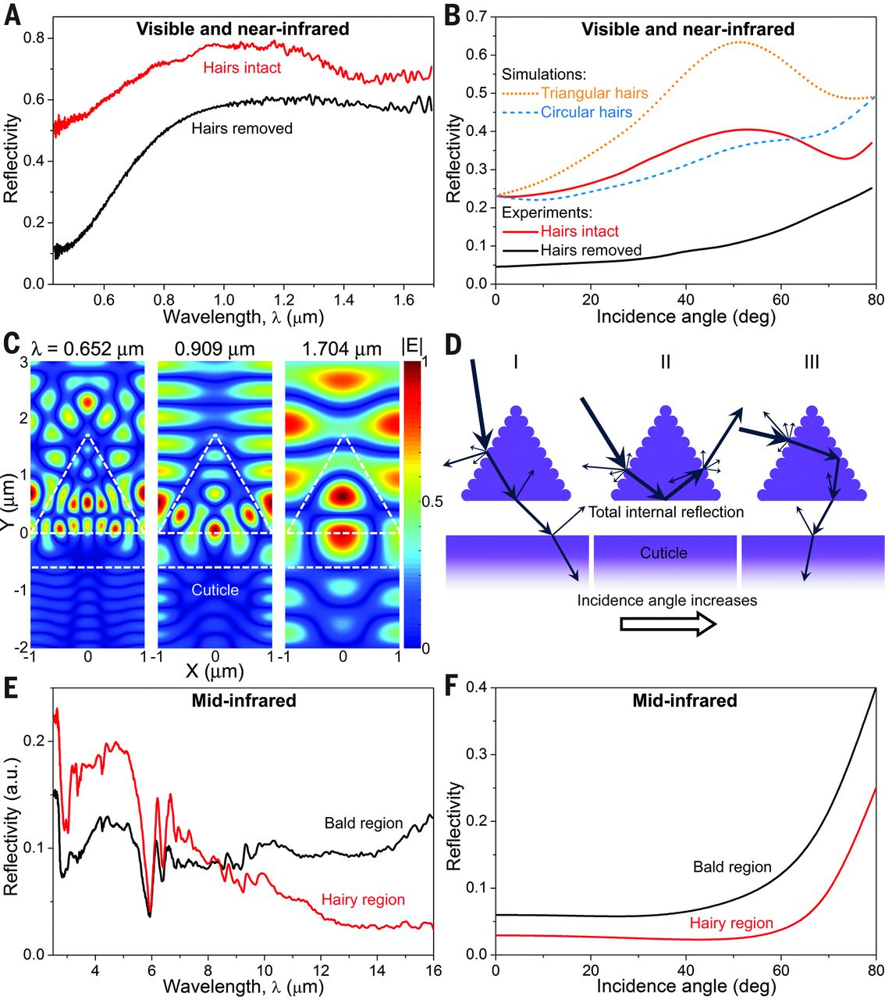 A
Visible and near-infrared
Hairs intact
Hairs removed
Reflectivity
0.8
0.6
0.4
0.2
0.0
0.6 0.8 1.0 1.2 1.4 1.6
Wavelength, λ (μm)
B
Visible and near-infrared
Simulations:
Triangular hairs
Circular hairs
Experiments:
Hairs intact
Hairs removed
Reflectivity
0.7
0.6
0.5
0.4
0.3
0.2
0.1
0.0
0 20 40 60 80
Incidence angle (deg)
C
λ = 0.652 μm 0.909 μm 1.704 μm |E|
3
2
1
0
-1
-2
Y (μm)
Cuticle
1
0.5
0
-1 0 1 -1 0 1 -1 0 1
X (μm)
D
I II III
Total internal reflection
Cuticle
Incidence angle increases
E
Mid-infrared
Bald region
Hairy region
Reflectivity (a.u.)
0.2
0.1
0.0
4 6 8 10 12 14 16
Wavelength, λ (μm)
F
Mid-infrared
Bald region
Hairy region
Reflectivity
0.4
0.3
0.2
0.1
0.0
0 20 40 60 80
Incidence angle (deg)